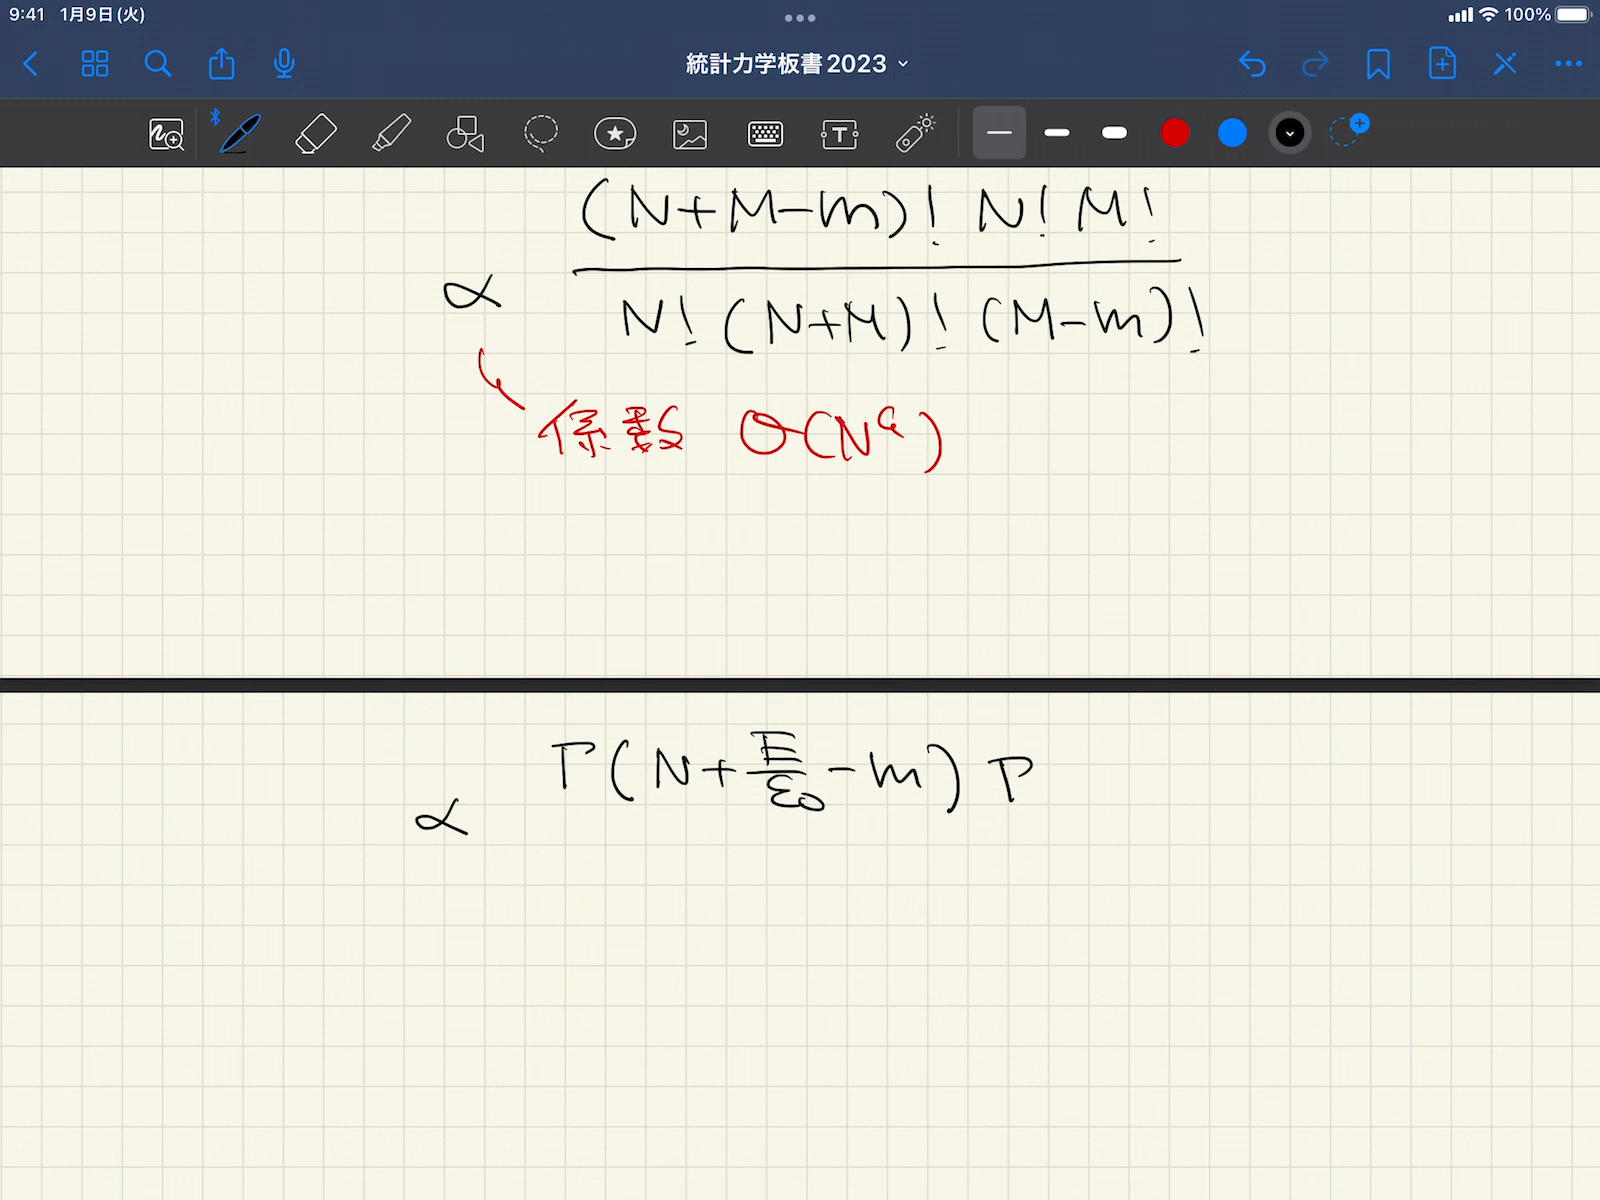 9:41 1月9日(火) 100%
統計力学板書2023
T
(N+M-m)! N! M!
∝
N! (N+M)! (M-m)!
係数 O(N^a)
Γ(N+E/ε0-m) Γ
∝